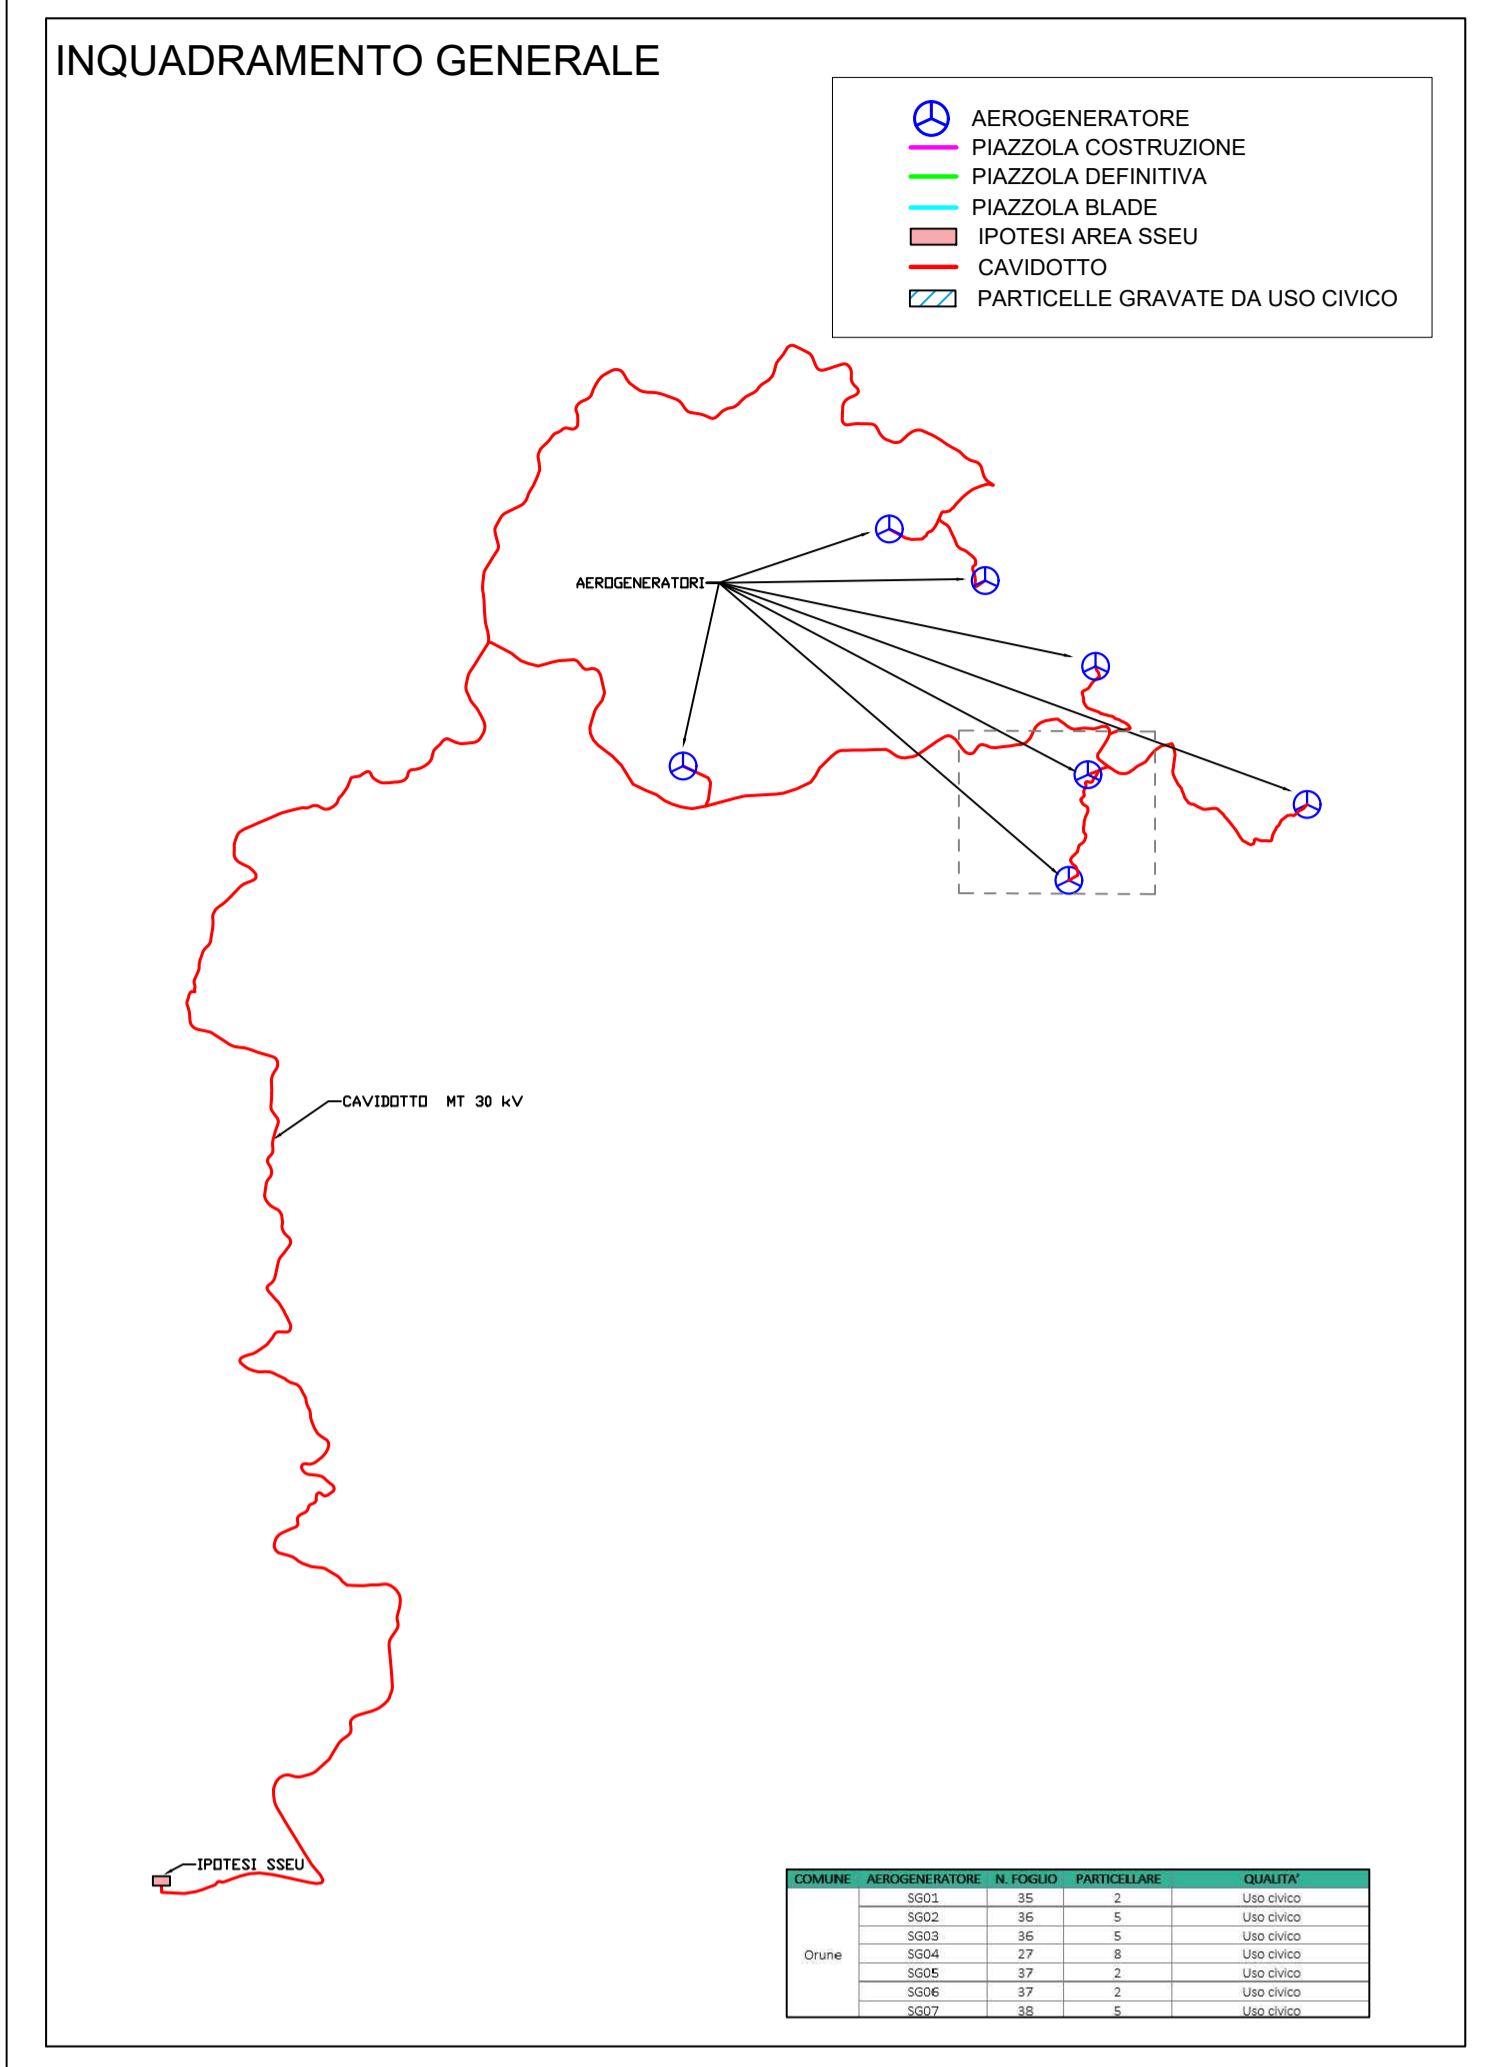 INQUADRAMENTO GENERALE
AEROGENERATORE
PIAZZOLA COSTRUZIONE
PIAZZOLA DEFINITIVA
PIAZZOLA BLADE
IPOTESI AREA SSEU
CAVIDOTTO
PARTICELLE GRAVATE DA USO CIVICO
AEROGENERATORI
CAVIDOTTO MT 30 kV
IPOTESI SSEU
COMUNE AEROGENERATORE N. FOGLIO PARTICELLARE QUALITA'
SG01 35 2 Uso civico
SG02 36 5 Uso civico
SG03 36 5 Uso civico
Orune SG04 27 8 Uso civico
SG05 37 2 Uso civico
SG06 37 2 Uso civico
SG07 38 5 Uso civico